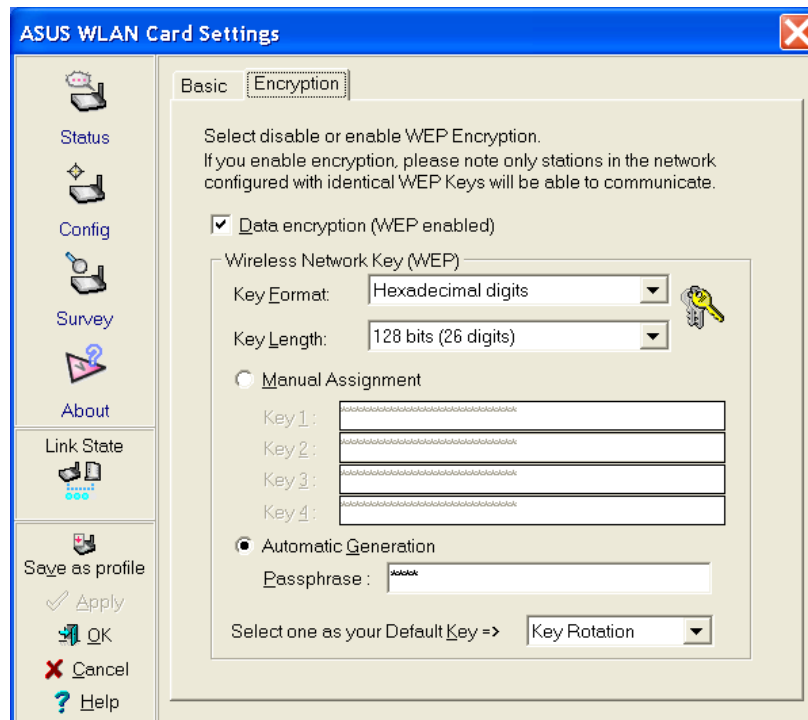 ASUS WLAN Card Settings
Status
Config
Survey
About
Link State
Save as profile
Apply
OK
Cancel
Help
Basic
Encryption
Select disable or enable WEP Encryption.
If you enable encryption, please note only stations in the network
configured with identical WEP Keys will be able to communicate.
Data encryption (WEP enabled)
Wireless Network Key (WEP)
Key Format: Hexadecimal digits
Key Length: 128 bits (26 digits)
Manual Assignment
Key 1 : **************************
Key 2 : **************************
Key 3 : **************************
Key 4 : **************************
Automatic Generation
Passphrase : ****
Select one as your Default Key => Key Rotation